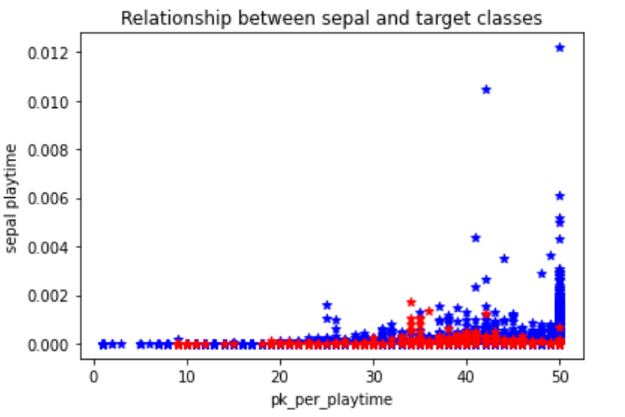 Relationship between sepal and target classes
0.012
0.010
0.008
0.006
0.004
0.002
0.000
sepal playtime
0 10 20 30 40 50
pk_per_playtime